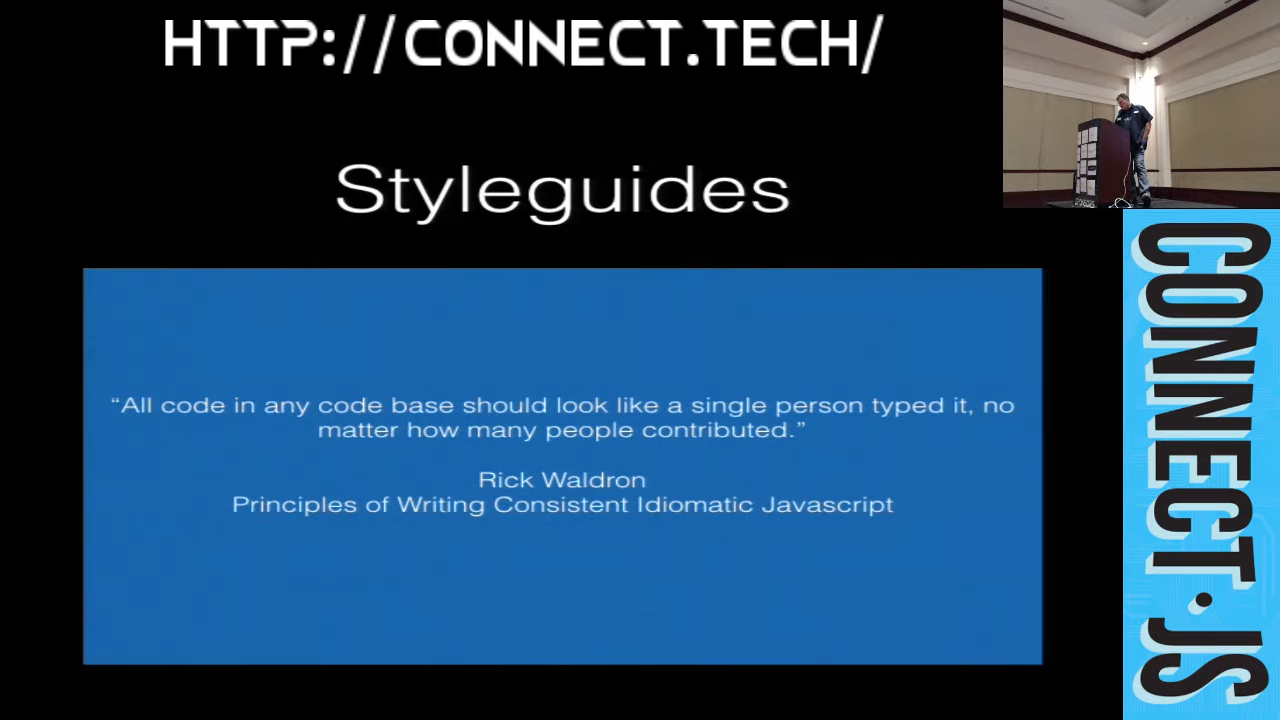 HTTP://CONNECT.TECH/
Styleguides
“All code in any code base should look like a single person typed it, no
matter how many people contributed.”
Rick Waldron
Principles of Writing Consistent Idiomatic Javascript
CONNECT·JS